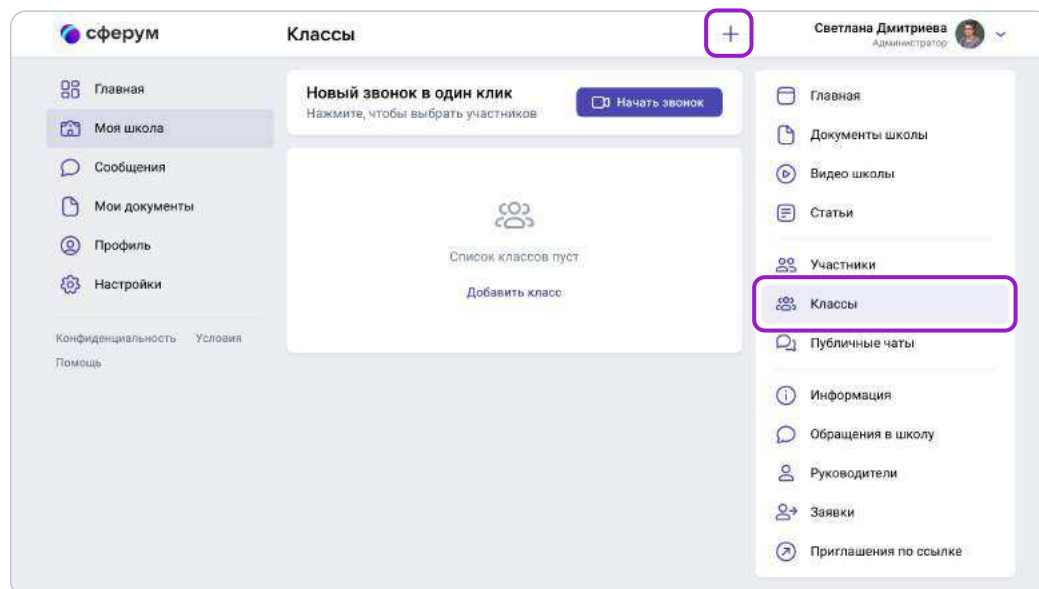 сферум
Классы
Светлана Дмитриева
Администратор
Главная
Моя школа
Сообщения
Мои документы
Профиль
Настройки
Конфиденциальность Условия
Помощь
Новый звонок в один клик
Нажмите, чтобы выбрать участников
Начать звонок
Список классов пуст
Добавить класс
Главная
Документы школы
Видео школы
Статьи
Участники
Классы
Публичные чаты
Информация
Обращения в школу
Руководители
Заявки
Приглашения по ссылке